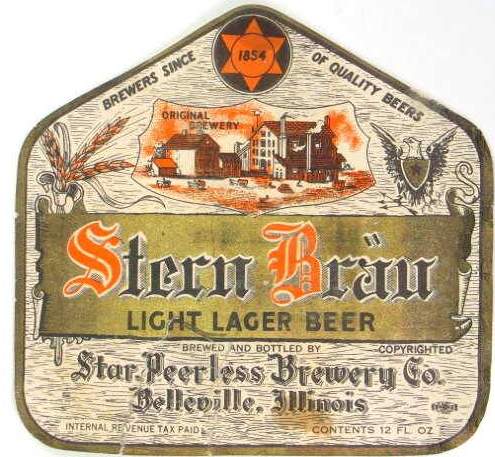 1854
BREWERS SINCE OF QUALITY BEERS
ORIGINAL
BREWERY
Stern Bräu
LIGHT LAGER BEER
BREWED AND BOTTLED BY COPYRIGHTED
Star Peerless Brewery Co.
Belleville, Illinois
INTERNAL REVENUE TAX PAID CONTENTS 12 FL. OZ